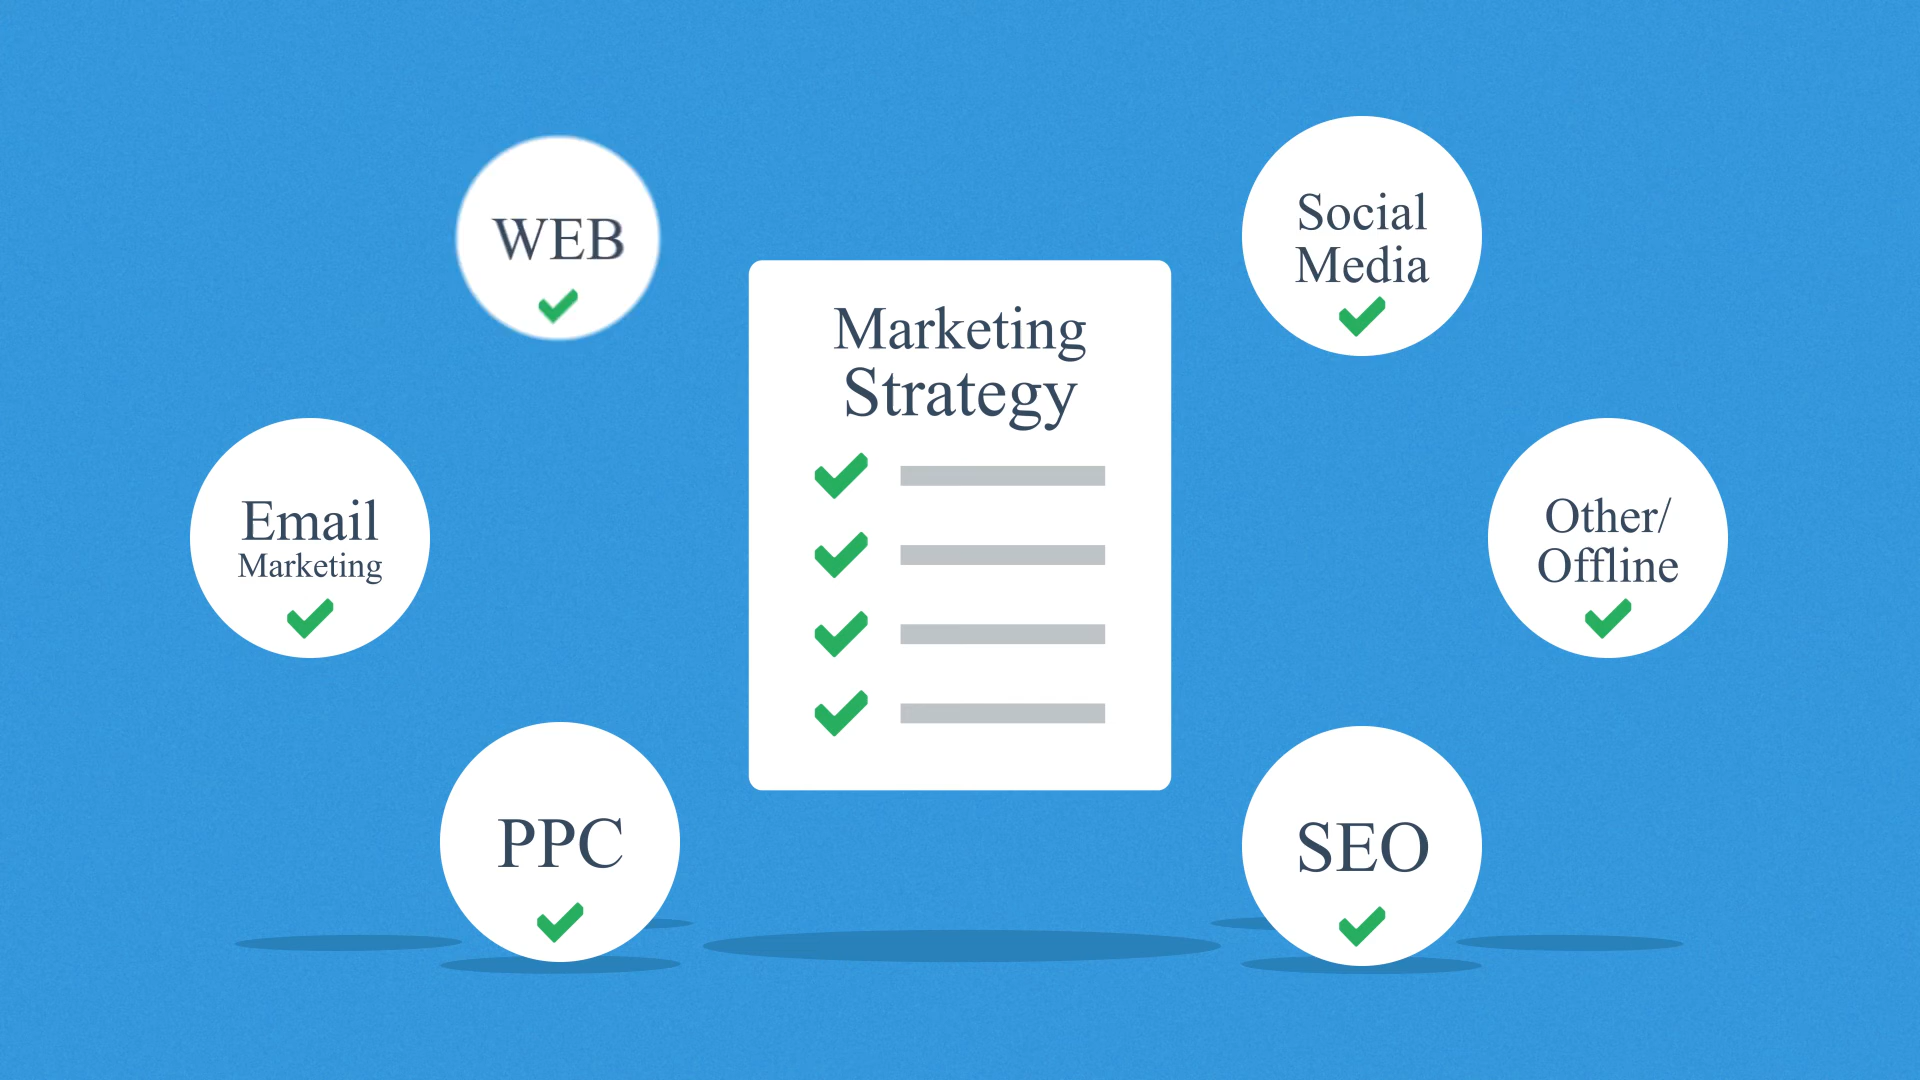 WEB
Social
Media
Marketing
Strategy
Email
Marketing
Other/
Offline
PPC
SEO